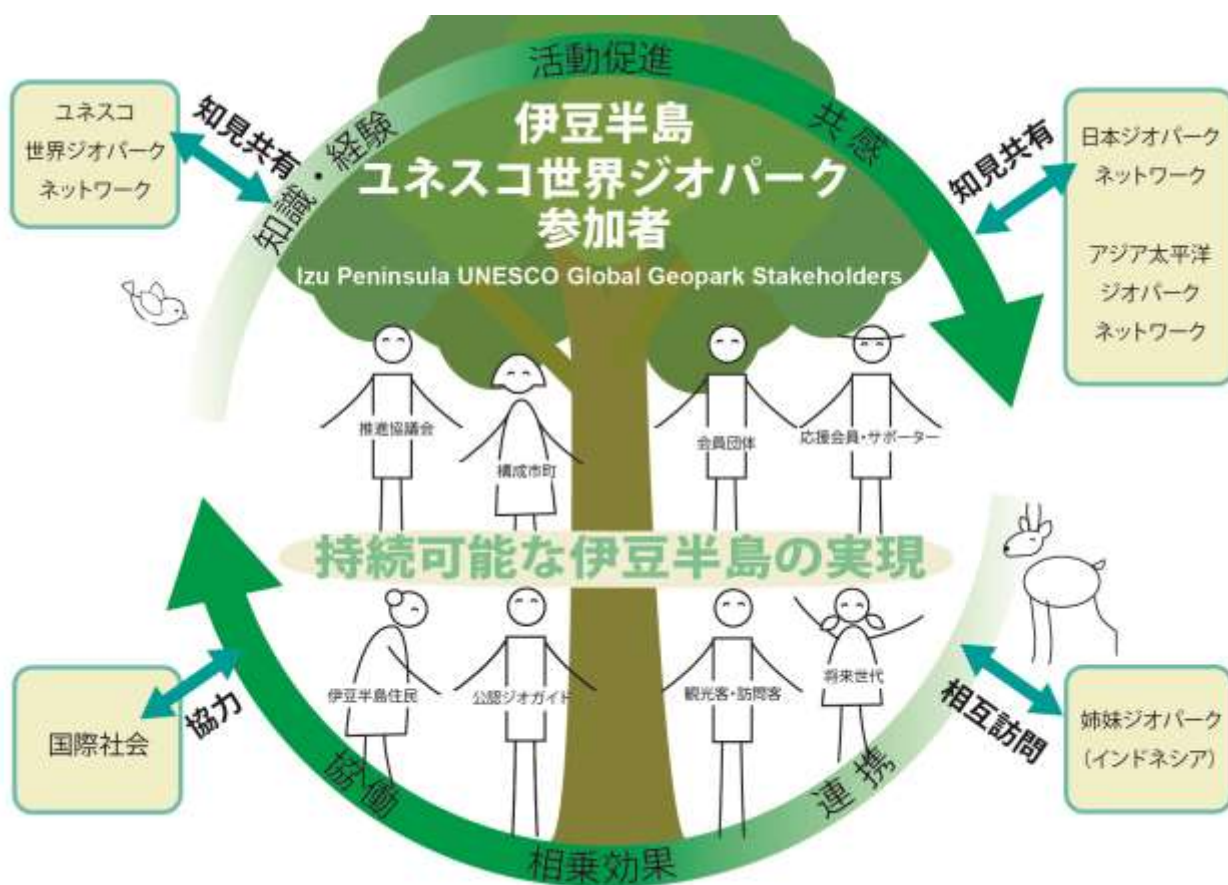 活動促進
知識・経験
共感
伊豆半島
ユネスコ世界ジオパーク
参加者
Izu Peninsula UNESCO Global Geopark Stakeholders
ユネスコ
世界ジオパーク
ネットワーク
知見共有
知見共有
日本ジオパーク
ネットワーク
アジア太平洋
ジオパーク
ネットワーク
推進協議会
構成市町
会員団体
応援会員・サポーター
持続可能な伊豆半島の実現
伊豆半島住民
公認ジオガイド
観光客・訪問客
将来世代
国際社会
協力
相互訪問
姉妹ジオパーク
(インドネシア)
協働
相乗効果
連携